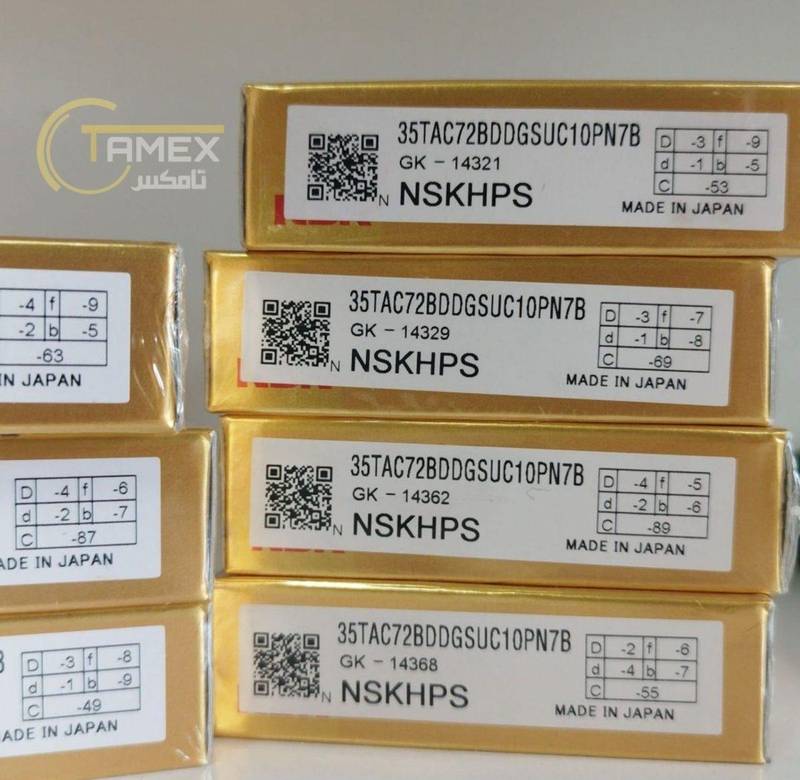 TAMEX
تامكس
35TAC72BDDGSUC10PN7B
GK - 14321
N NSKHPS
D -3 f -9
d -1 b -5
C -53
MADE IN JAPAN
35TAC72BDDGSUC10PN7B
GK - 14329
N NSKHPS
D -3 f -7
d -1 b -8
C -69
MADE IN JAPAN
35TAC72BDDGSUC10PN7B
GK - 14362
N NSKHPS
D -4 f -5
d -2 b -6
C -89
MADE IN JAPAN
35TAC72BDDGSUC10PN7B
GK - 14368
N NSKHPS
D -2 f -6
d -4 b -7
C -55
MADE IN JAPAN
-4 f -9
-2 b -5
-63
IN JAPAN
D -4 f -6
d -2 b -7
C -87
ADE IN JAPAN
B
D -3 f -8
d -1 b -9
C -49
ADE IN JAPAN